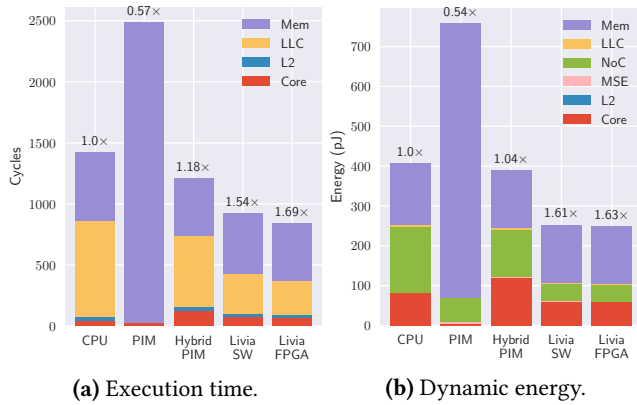 2500
2000
1500
1000
500
0
Cycles
1.0×
0.57×
1.18×
1.54×
1.69×
Mem
LLC
L2
Core
CPU
PIM
Hybrid
PIM
Livia
SW
Livia
FPGA
(a) Execution time.
700
600
500
400
300
200
100
0
Energy (pJ)
1.0×
0.54×
1.04×
1.61×
1.63×
Mem
LLC
NoC
MSE
L2
Core
CPU
PIM
Hybrid
PIM
Livia
SW
Livia
FPGA
(b) Dynamic energy.